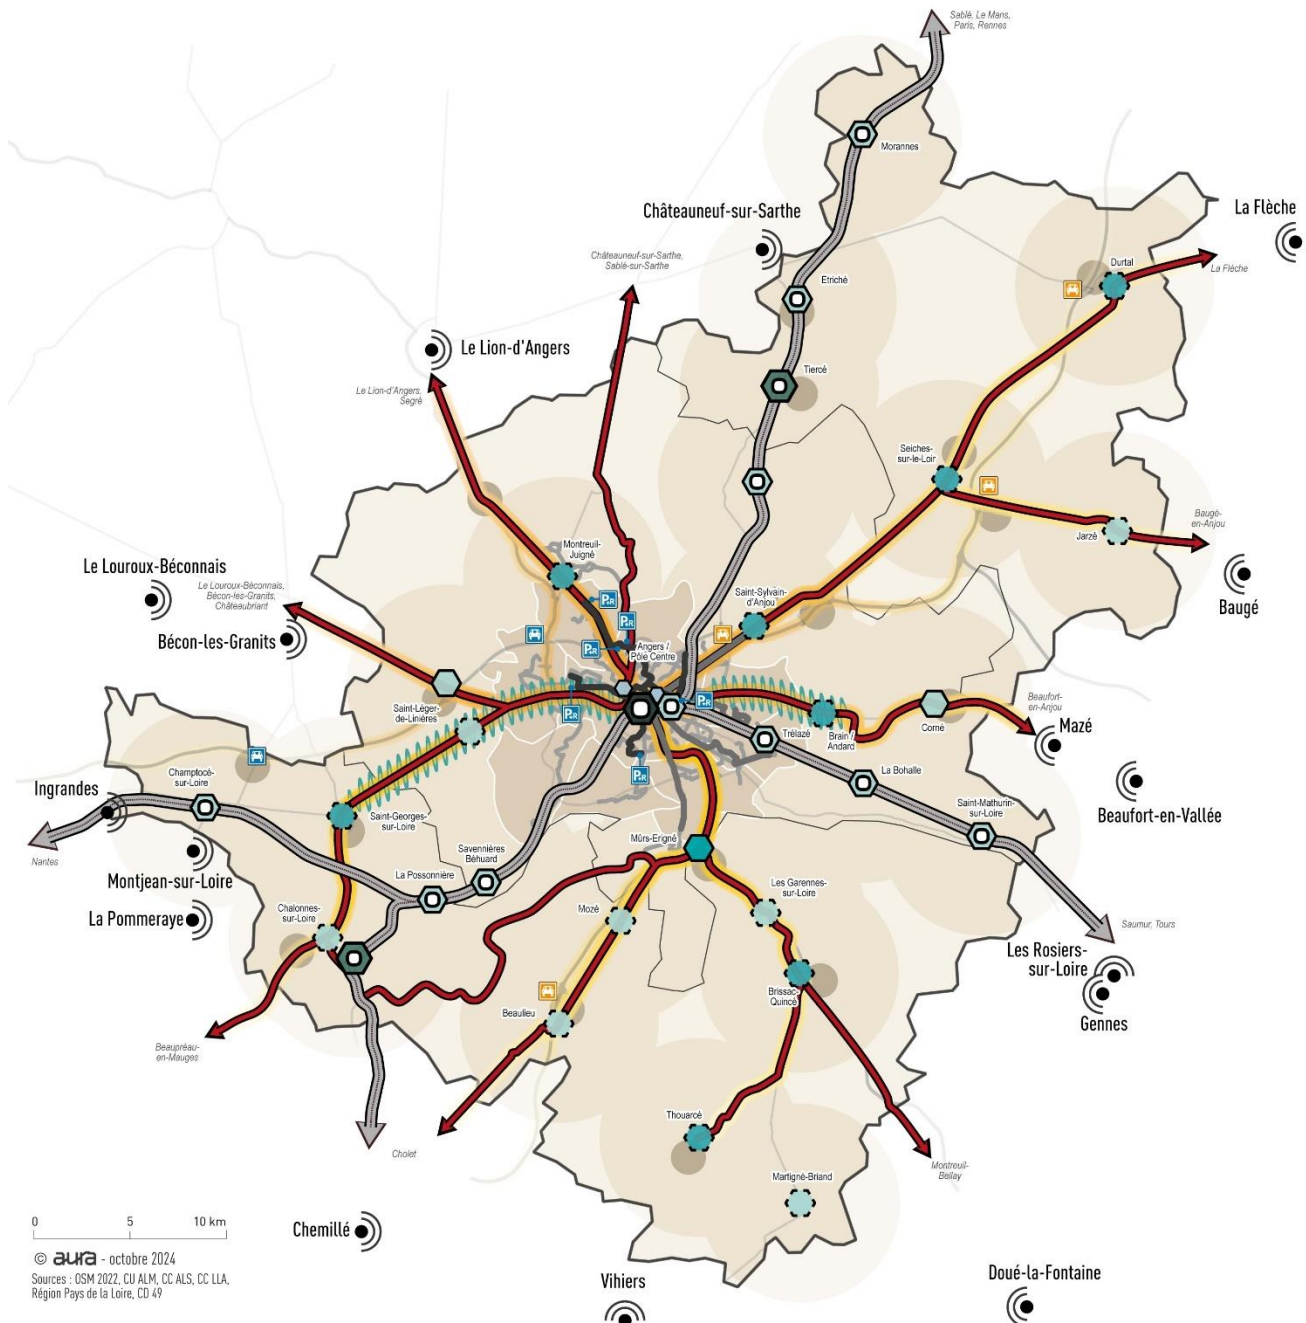 Sablé, Le Mans,
Paris, Rennes
Morannes
Châteauneuf-sur-Sarthe
La Flèche
Châteauneuf-sur-Sarthe,
Sablé-sur-Sarthe
Durtal
La Flèche
Etriché
Le Lion-d'Angers
Tiercé
Le Lion-d'Angers,
Segré
Seiches-
sur-le-Loir
Baugé-
en-Anjou
Jarzé
Montreuil-
Juigné
Le Louroux-Béconnais
Baugé
Le Louroux-Béconnais,
Bécon-les-Granits,
Châteaubriant
Saint-Sylvain-
d'Anjou
P+R
P+R
Bécon-les-Granits
P+R
Angers /
Pôle Centre
Saint-Léger-
de-Linières
P+R
P+R
Beaufort-
en-Anjou
Mazé
Corné
Brain /
Andard
Trélazé
Champtocé-
sur-Loire
P+R
La Bohalle
Ingrandes
Beaufort-en-Vallée
Saint-Georges-
sur-Loire
Saint-Mathurin-
sur-Loire
Mûrs-Erigné
Nantes
Savennières
Béhuard
Montjean-sur-Loire
La Possonnière
Les Garennes-
sur-Loire
La Pommeraye
Chalonnes-
sur-Loire
Mozé
Saumur, Tours
Les Rosiers-
sur-Loire
Brissac-
Quincé
Beaulieu
Gennes
Beaupréau-
en-Mauges
Thouarcé
Cholet
Montreuil-
Bellay
Martigné-Briand
0 5 10 km
Chemillé
© aura - octobre 2024
Sources : OSM 2022, CU ALM, CC ALS, CC LLA,
Région Pays de la Loire, CD 49
Vihiers
Doué-la-Fontaine